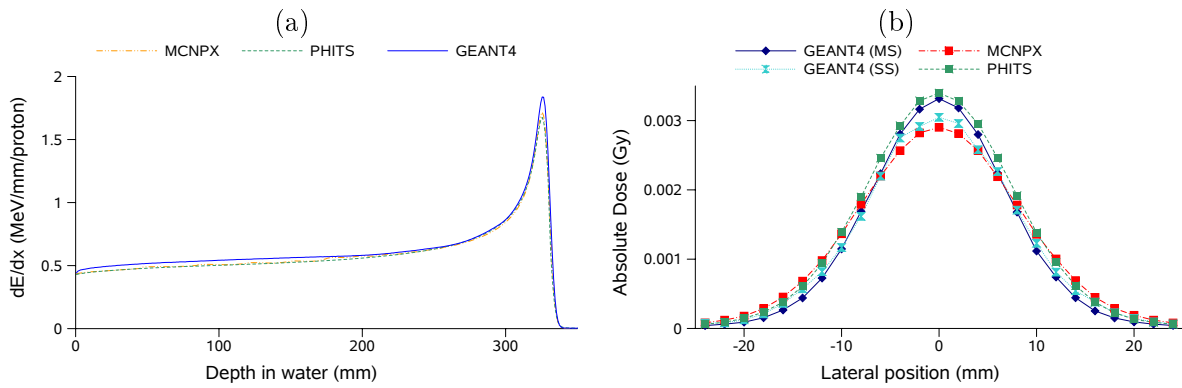 (a)
MCNPX PHITS GEANT4
2
1.5
1
0.5
0
dE/dx (MeV/mm/proton)
0 100 200 300
Depth in water (mm)
(b)
GEANT4 (MS) MCNPX
GEANT4 (SS) PHITS
0.003
0.002
0.001
0
Absolute Dose (Gy)
-20 -10 0 10 20
Lateral position (mm)